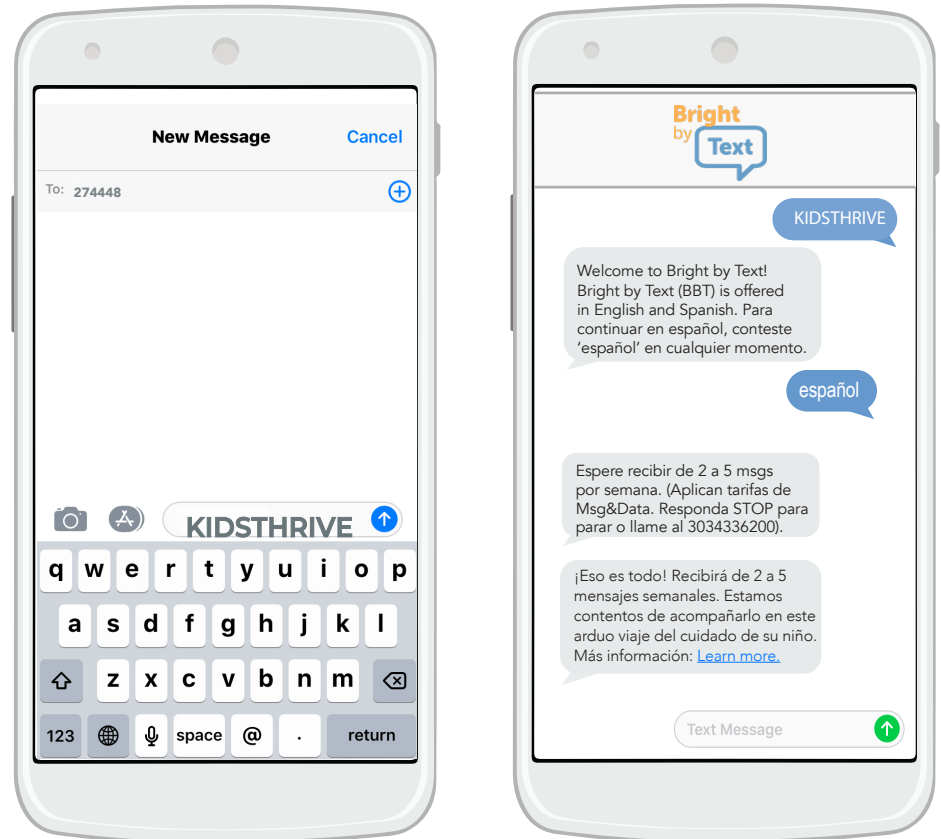 New Message
Cancel
To: 274448
KIDSTHRIVE
q w e r t y u i o p
a s d f g h j k l
z x c v b n m
123 space @ . return
Bright
by Text
KIDSTHRIVE
Welcome to Bright by Text!
Bright by Text (BBT) is offered
in English and Spanish. Para
continuar en español, conteste
‘español’ en cualquier momento.
español
Espere recibir de 2 a 5 msgs
por semana. (Aplican tarifas de
Msg&Data. Responda STOP para
parar o llame al 3034336200).
¡Eso es todo! Recibirá de 2 a 5
mensajes semanales. Estamos
contentos de acompañarlo en este
arduo viaje del cuidado de su niño.
Más información: Learn more.
Text Message